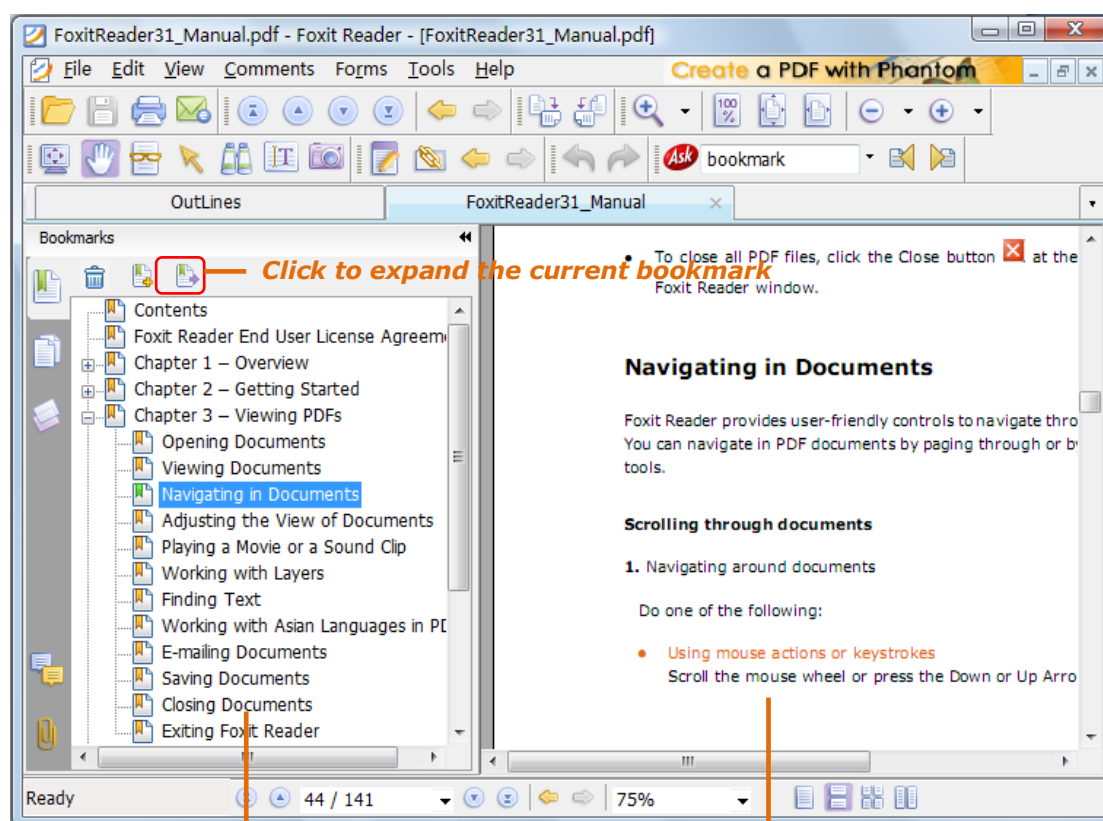 FoxitReader31_Manual.pdf - Foxit Reader - [FoxitReader31_Manual.pdf]
File Edit View Comments Forms Tools Help Create a PDF with Phantom
100 %
Ask bookmark
OutLines FoxitReader31_Manual
Bookmarks
Click to expand the current bookmark
Contents
Foxit Reader End User License Agreem
Chapter 1 – Overview
Chapter 2 – Getting Started
Chapter 3 – Viewing PDFs
Opening Documents
Viewing Documents
Navigating in Documents
Adjusting the View of Documents
Playing a Movie or a Sound Clip
Working with Layers
Finding Text
Working with Asian Languages in
E-mailing Documents
Saving Documents
Closing Documents
Exiting Foxit Reader
• To close all PDF files, click the Close button at the
Foxit Reader window.
Navigating in Documents
Foxit Reader provides user-friendly controls to navigate thro
You can navigate in PDF documents by paging through or
tools.
Scrolling through documents
1. Navigating around documents
Do one of the following:
• Using mouse actions or keystrokes
Scroll the mouse wheel or press the Down or Up Arro
Ready 44 / 141 75%